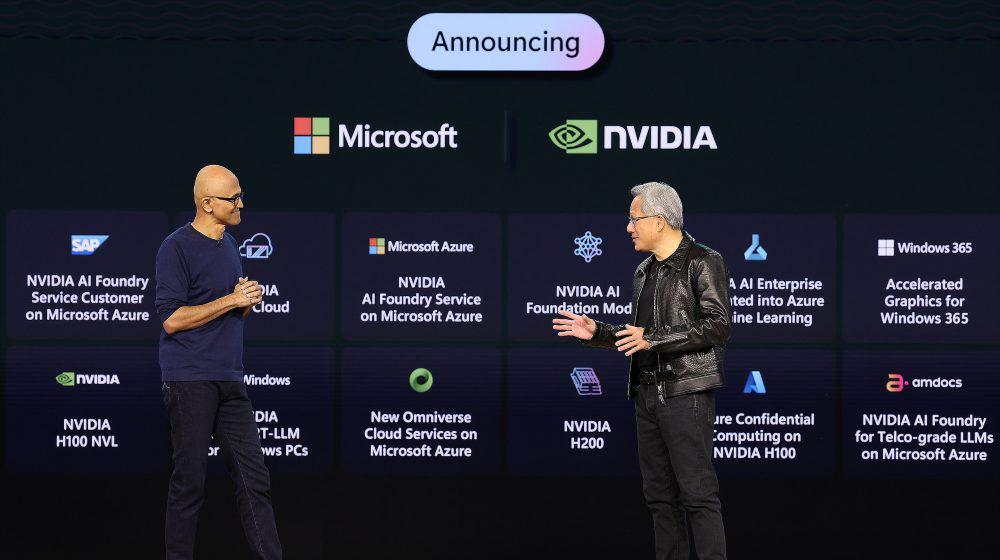 Announcing
Microsoft
NVIDIA
SAP
NVIDIA AI Foundry
Service Customer
on Microsoft Azure
Cloud
Microsoft Azure
NVIDIA
AI Foundry Service
on Microsoft Azure
NVIDIA AI
Foundation Mod
AI Enterprise
into Azure
Learning
Windows 365
Accelerated
Graphics for
Windows 365
NVIDIA
NVIDIA
H100 NVL
Windows
T-LLM
PCs
New Omniverse
Cloud Services on
Microsoft Azure
NVIDIA
H200
ure Confidential
Computing on
NVIDIA H100
amdocs
NVIDIA AI Foundry
for Telco-grade LLMs
on Microsoft Azure